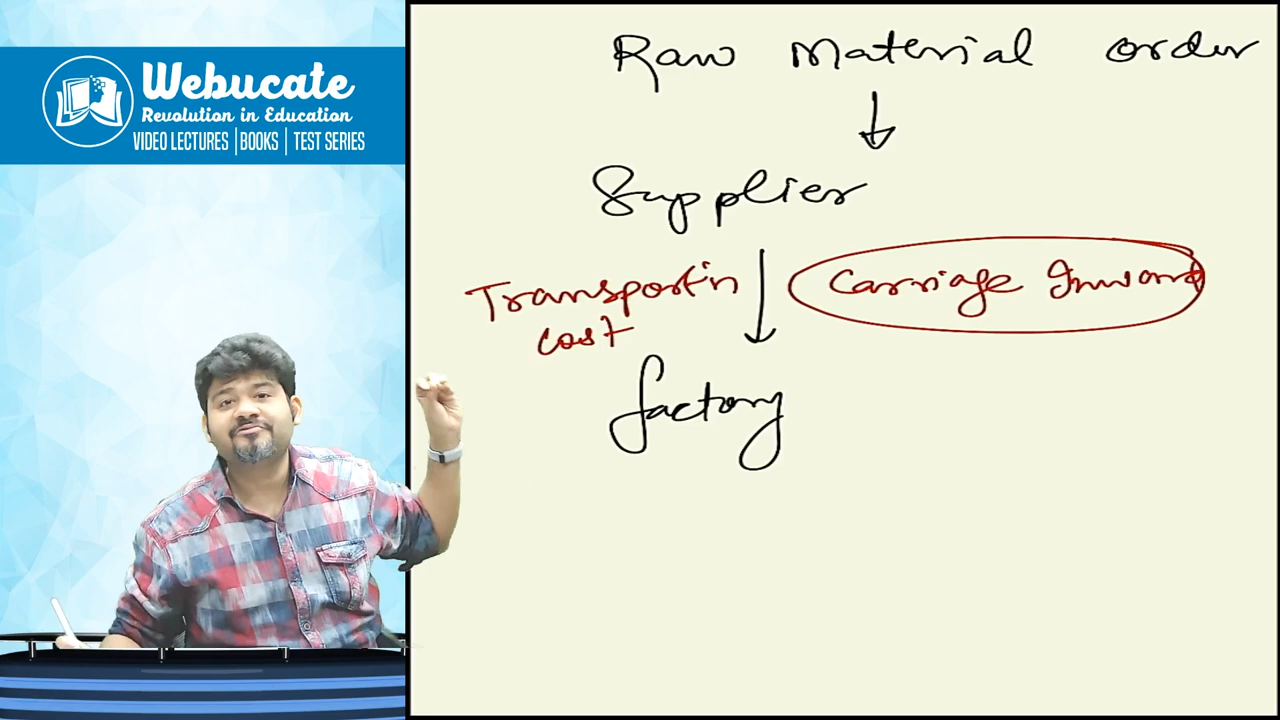 Webucate
Revolution in Education
VIDEO LECTURES | BOOKS | TEST SERIES
Raw Material order
Supplier
Transportin
cost
Carriage Inward
factory